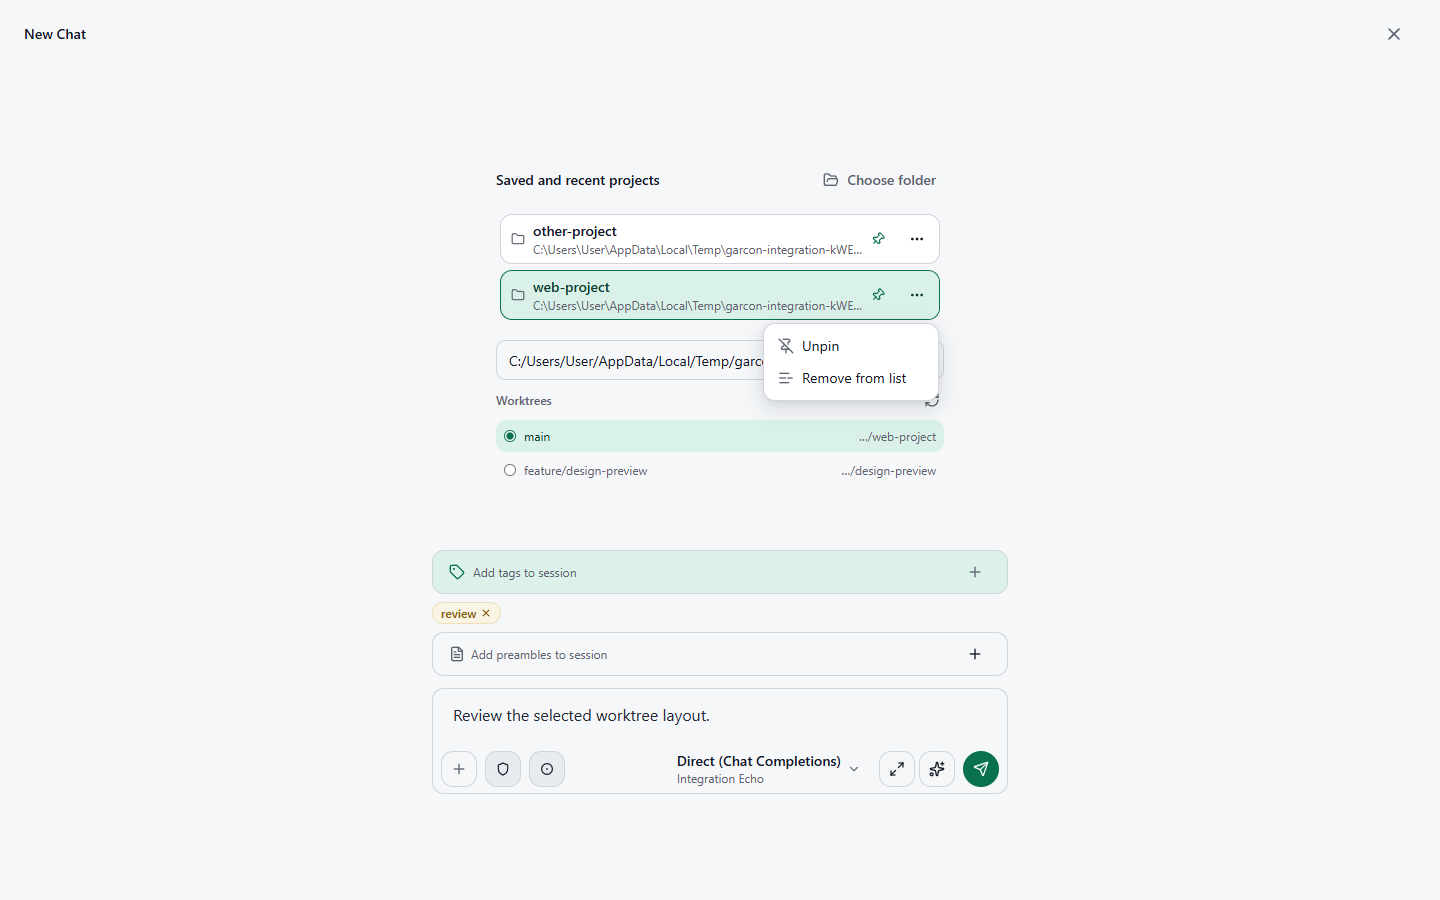 New Chat
Saved and recent projects
Choose folder
other-project
C:\Users\User\AppData\Local\Temp\garcon-integration-kWE...
web-project
C:\Users\User\AppData\Local\Temp\garcon-integration-kWE...
Unpin
Remove from list
C:/Users/User/AppData/Local/Temp/garc
Worktrees
main
.../web-project
feature/design-preview
.../design-preview
Add tags to session
review
Add preambles to session
Review the selected worktree layout.
Direct (Chat Completions)
Integration Echo